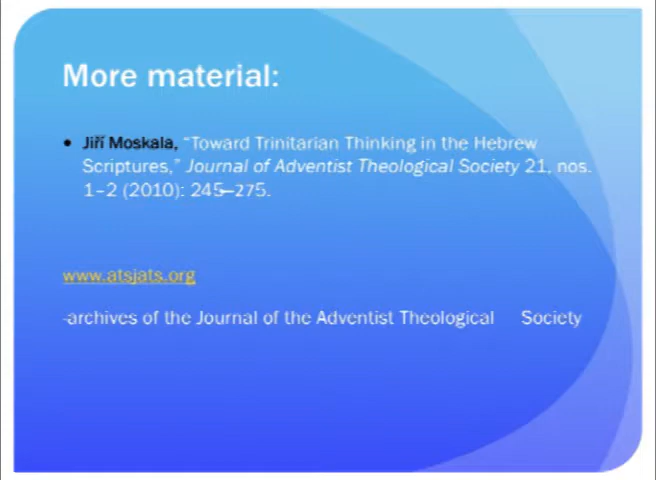 More material:
• Jiří Moskala, “Toward Trinitarian Thinking in the Hebrew
Scriptures,” Journal of Adventist Theological Society 21, nos.
1–2 (2010): 245–275.
www.atsjats.org
-archives of the Journal of the Adventist Theological Society